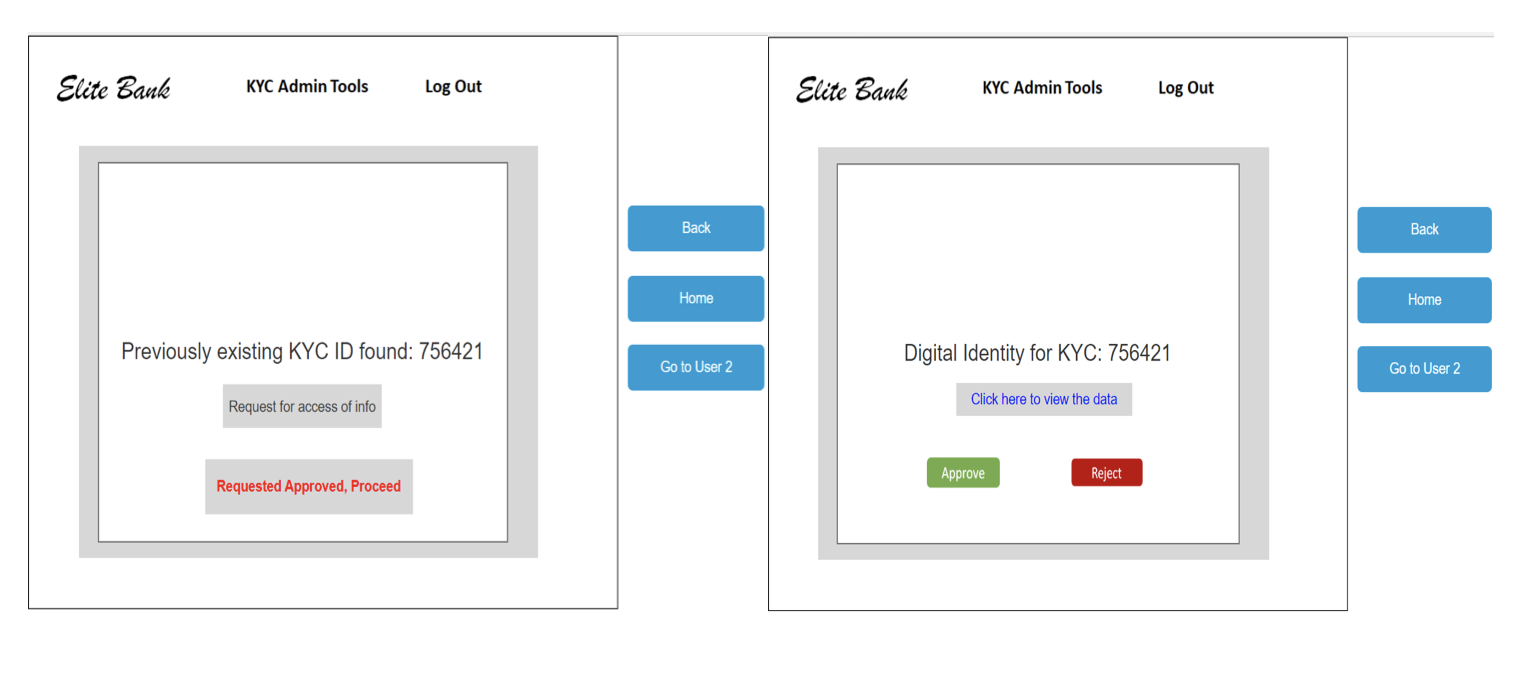 Elite Bank KYC Admin Tools Log Out
Previously existing KYC ID found: 756421
Request for access of info
Requested Approved, Proceed
Back
Home
Go to User 2
Elite Bank KYC Admin Tools Log Out
Digital Identity for KYC: 756421
Click here to view the data
Approve Reject
Back
Home
Go to User 2